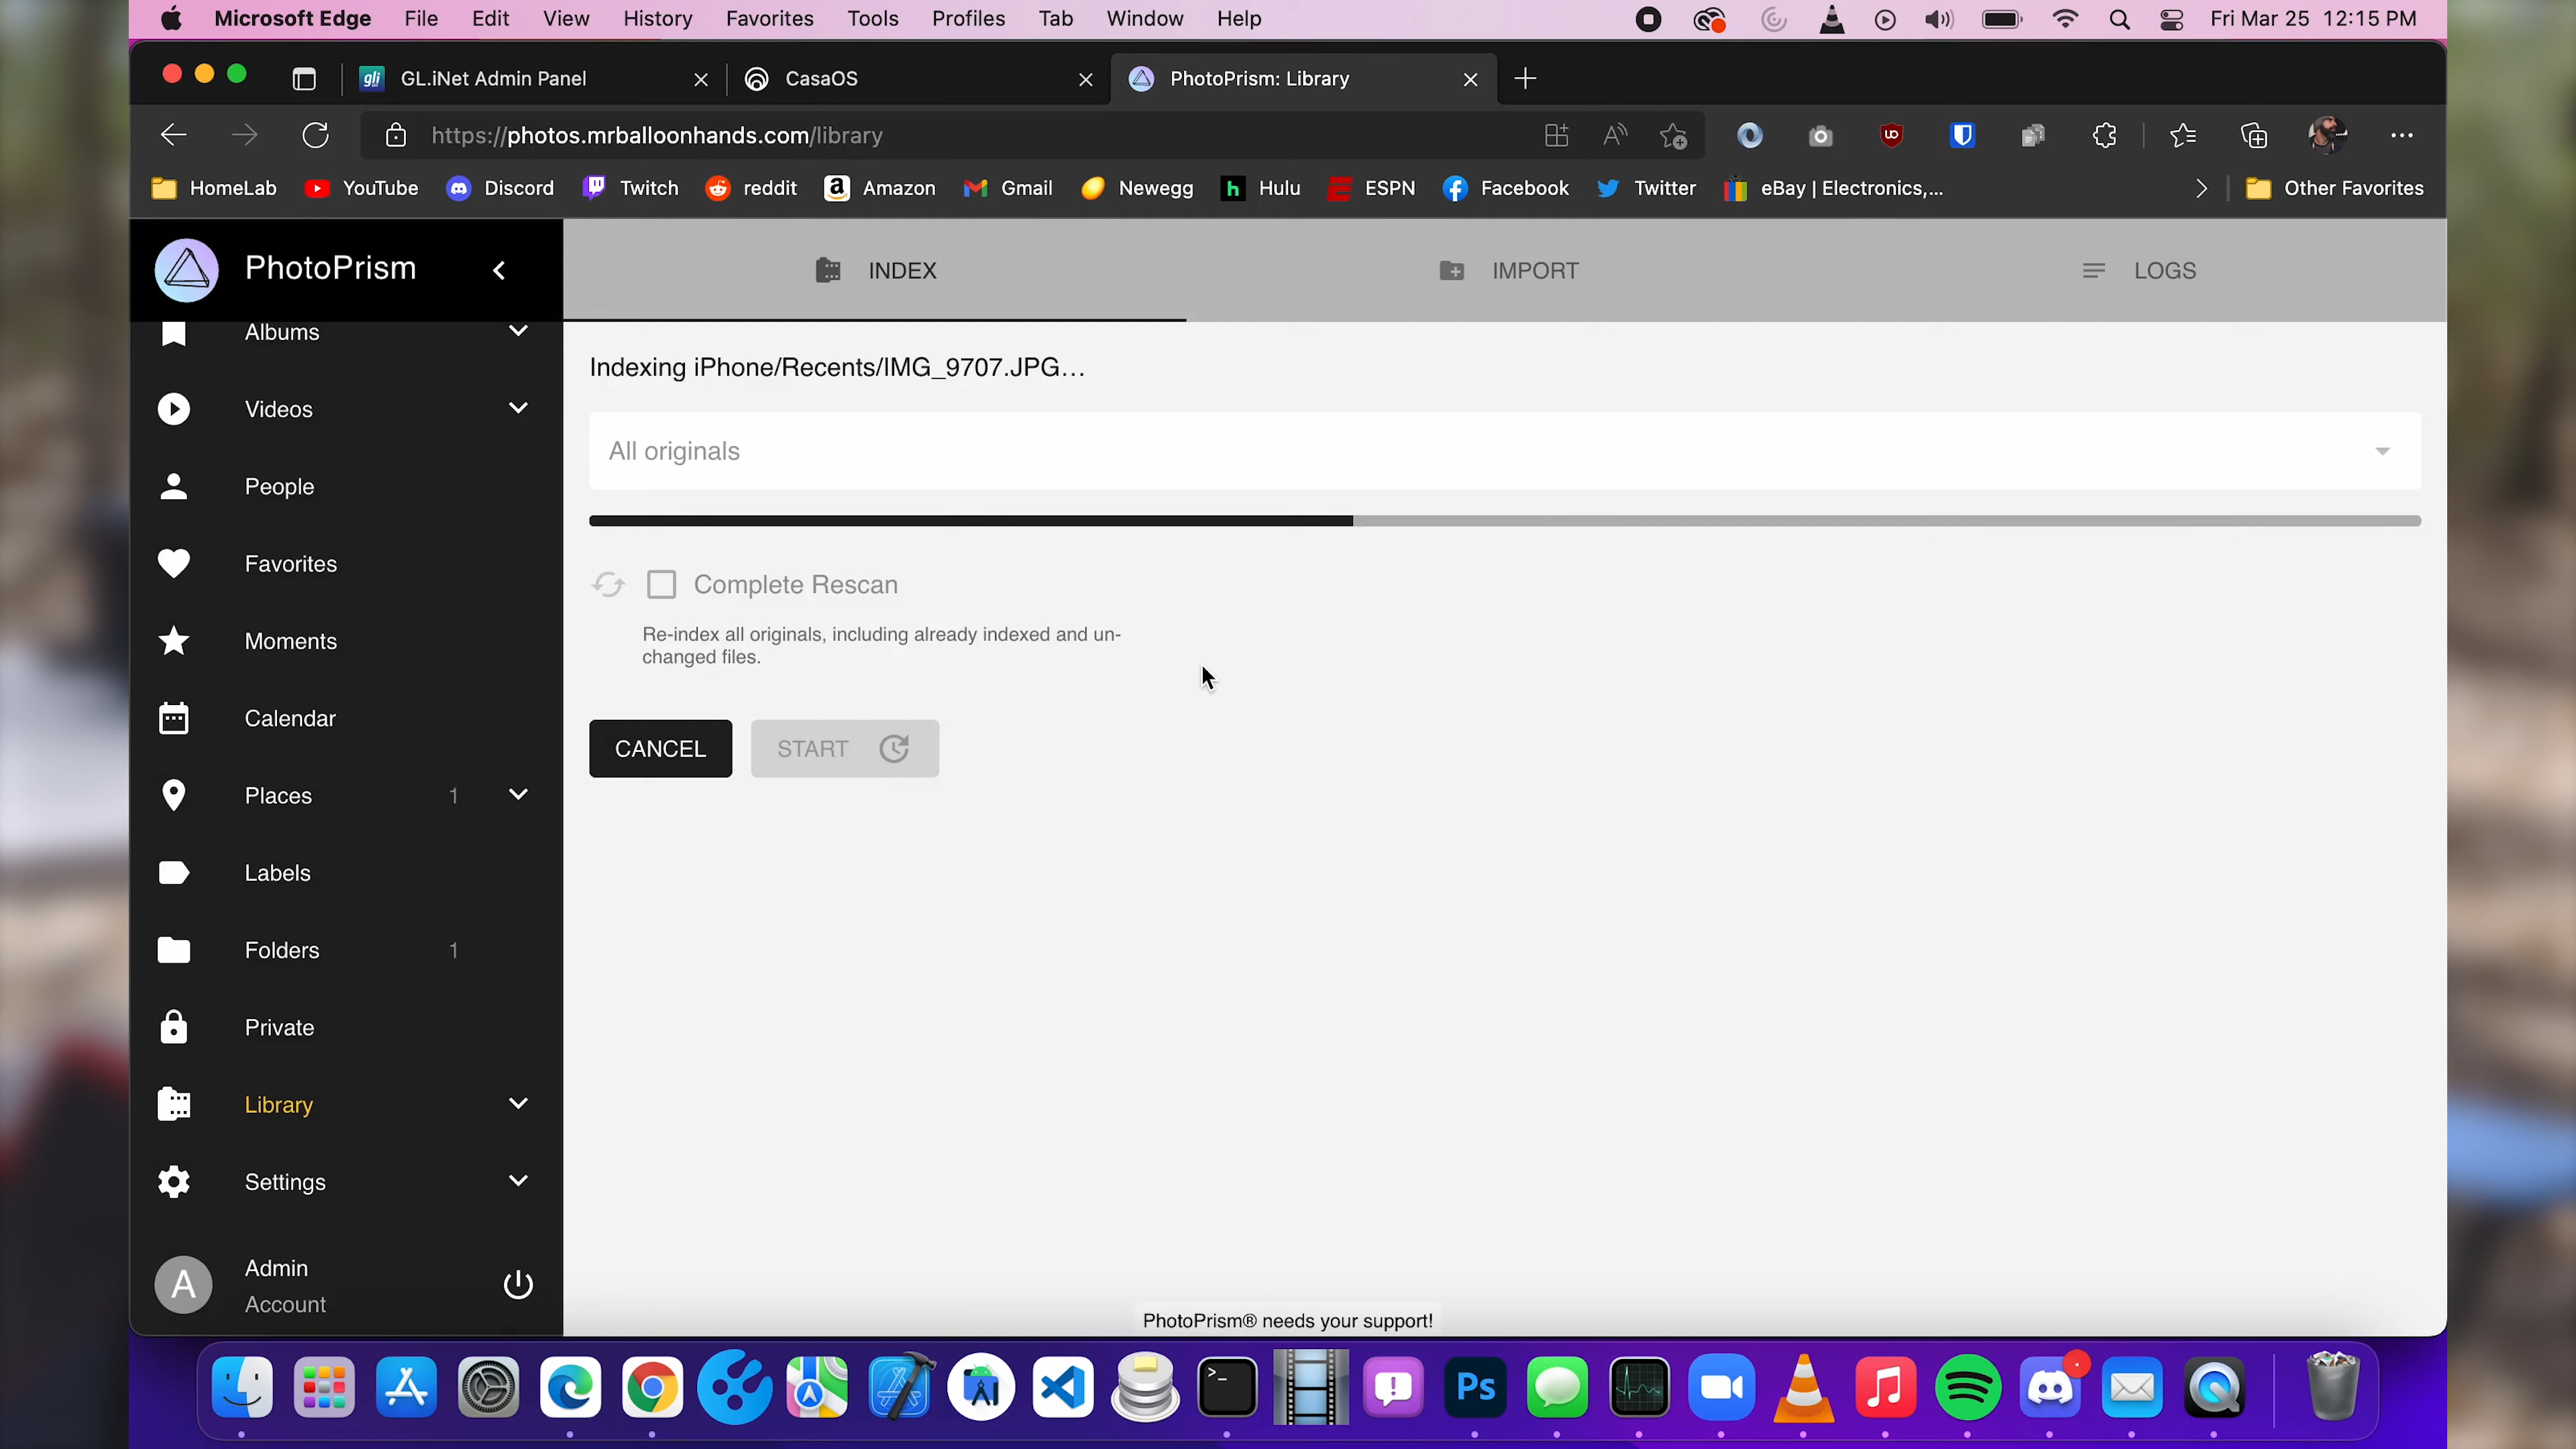 Microsoft Edge File Edit View History Favorites Tools Profiles Tab Window Help Fri Mar 25 12:15 PM
gli GL.iNet Admin Panel CasaOS PhotoPrism: Library
https://photos.mrballoonhands.com/library
HomeLab YouTube Discord Twitch reddit Amazon Gmail Newegg Hulu ESPN Facebook Twitter eBay | Electronics,... Other Favorites
PhotoPrism
INDEX IMPORT LOGS
Albums
Videos
People
Favorites
Moments
Calendar
Places 1
Labels
Folders 1
Private
Library
Settings
A Admin
Account
Indexing iPhone/Recents/IMG_9707.JPG...
All originals
Complete Rescan
Re-index all originals, including already indexed and un-
changed files.
CANCEL START
PhotoPrism® needs your support!
Ps